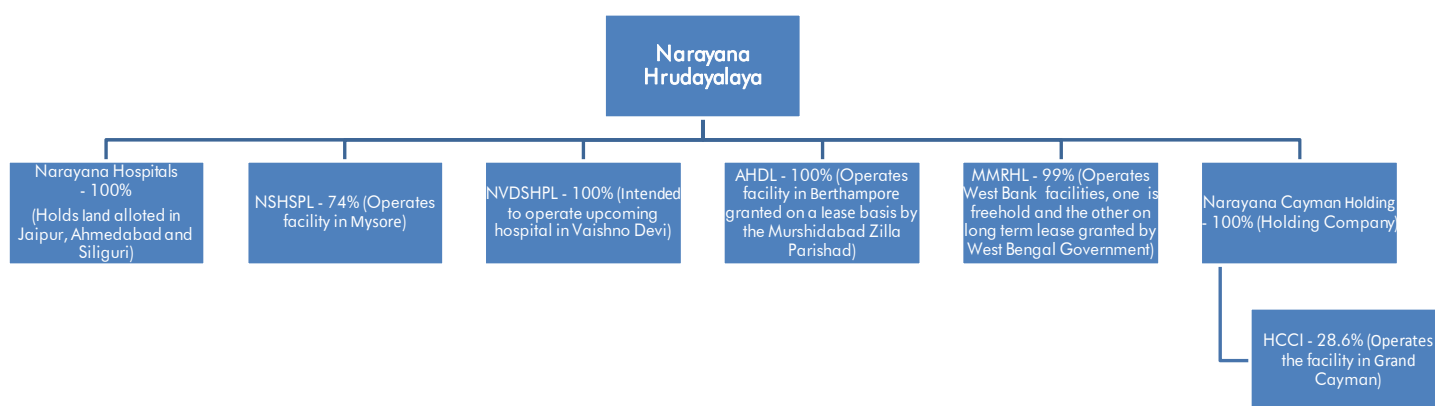 Narayana
Hrudayalaya
Narayana Hospitals
- 100%
(Holds land alloted in
Jaipur, Ahmedabad and
Siliguri)
NSHSPL - 74% (Operates
facility in Mysore)
NVDSHPL - 100% (Intended
to operate upcoming
hospital in Vaishno Devi)
AHDL - 100% (Operates
facility in Berthampore
granted on a lease basis by
the Murshidabad Zilla
Parishad)
MMRHL - 99% (Operates
West Bank facilities, one is
freehold and the other on
long term lease granted by
West Bengal Government)
Narayana Cayman Holding
- 100% (Holding Company)
HCCI - 28.6% (Operates
the facility in Grand
Cayman)